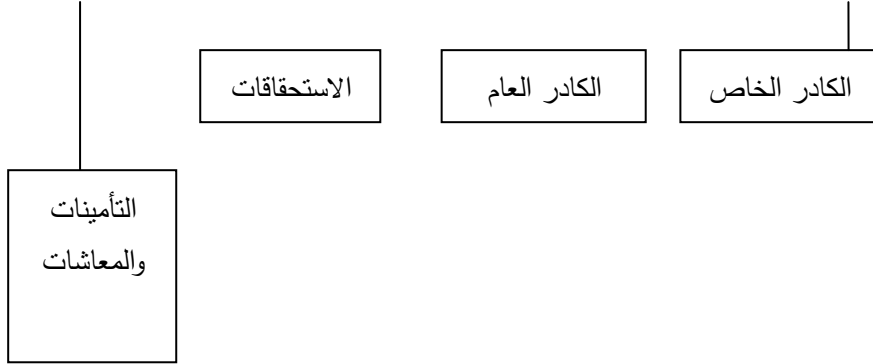 الكادر الخاص
الكادر العام
الاستحقاقات
التأمينات
والمعاشات